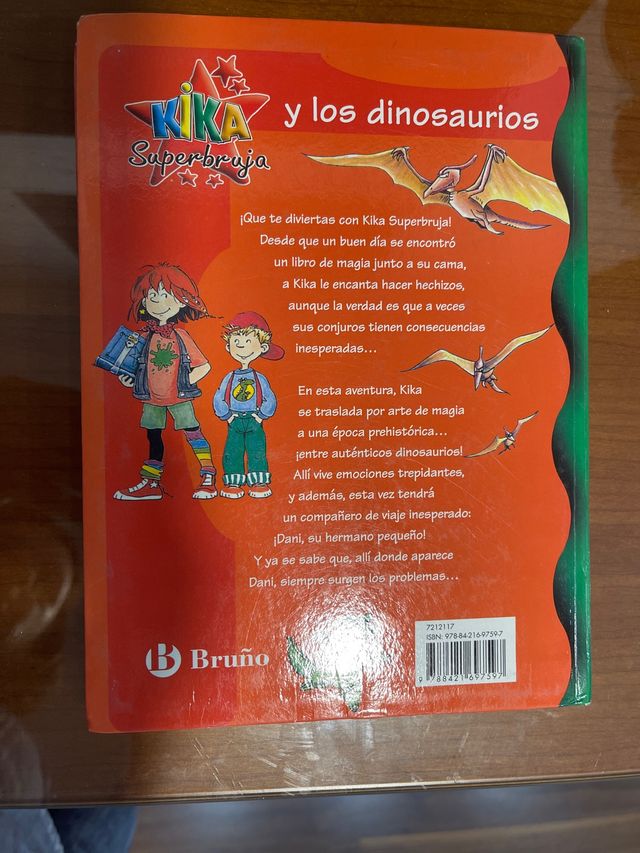 KIKA
Superbruja
y los dinosaurios
¡Que te diviertas con Kika Superbruja!
Desde que un buen día se encontró
un libro de magia junto a su cama,
a Kika le encanta hacer hechizos,
aunque la verdad es que a veces
sus conjuros tienen consecuencias
inesperadas...
En esta aventura, Kika
se traslada por arte de magia
a una época prehistórica...
¡entre auténticos dinosaurios!
Allí vive emociones trepidantes,
y además, esta vez tendrá
un compañero de viaje inesperado:
¡Dani, su hermano pequeño!
Y ya se sabe que, allí donde aparece
Dani, siempre surgen los problemas...
B Bruño
7212117
ISBN: 978-84-216-9759-7
9 788421 697597